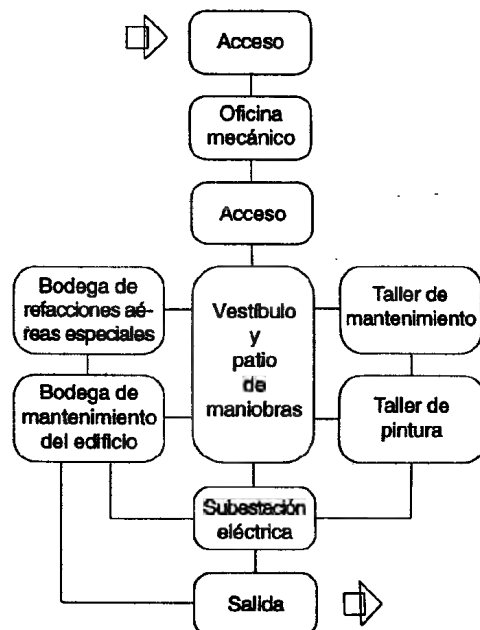 Acceso
Oficina
mecánico
Acceso
Bodega de
refacciones aé-
reas especiales
Vestíbulo
y
patio
de
maniobras
Taller de
mantenimiento
Bodega de
mantenimiento
del edificio
Taller de
pintura
Subestación
eléctrica
Salida